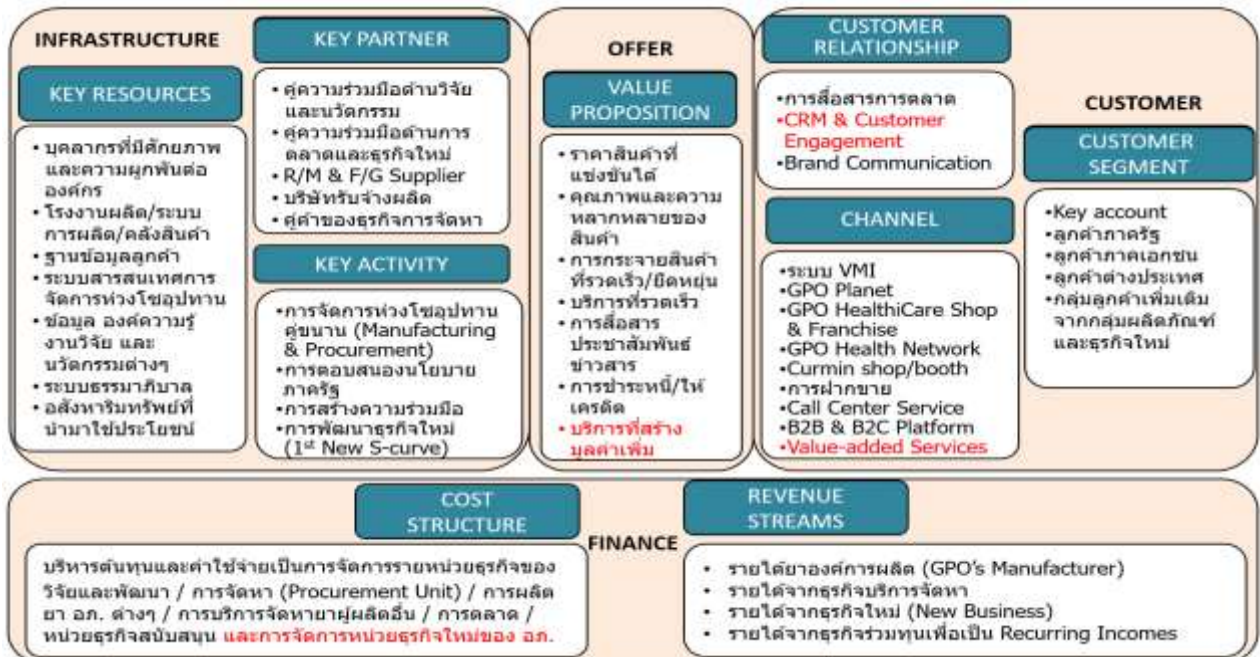 INFRASTRUCTURE
KEY RESOURCES
• บุคลากรที่มีศักยภาพ
และความผูกพันต่อ
องค์กร
• โรงงานผลิต/ระบบ
การผลิต/คลังสินค้า
• ฐานข้อมูลลูกค้า
• ระบบสารสนเทศการ
จัดการห่วงโซ่อุปทาน
• ข้อมูล องค์ความรู้
งานวิจัย และ
นวัตกรรมต่างๆ
• ระบบธรรมาภิบาล
• อสังหาริมทรัพย์ที่
นำมาใช้ประโยชน์
KEY PARTNER
• คู่ความร่วมมือด้านวิจัย
และนวัตกรรม
• คู่ความร่วมมือด้านการ
ตลาดและธุรกิจใหม่
• R/M & F/G Supplier
• บริษัทรับจ้างผลิต
• คู่ค้าของธุรกิจการจัดหา
KEY ACTIVITY
• การจัดการห่วงโซ่อุปทาน
คู่ขนาน (Manufacturing
& Procurement)
• การตอบสนองนโยบาย
ภาครัฐ
• การสร้างความร่วมมือ
• การพัฒนาธุรกิจใหม่
(1st New S-curve)
OFFER
VALUE
PROPOSITION
• ราคาสินค้าที่
แข่งขันได้
• คุณภาพและความ
หลากหลายของ
สินค้า
• การกระจายสินค้า
ที่รวดเร็ว/ยืดหยุ่น
• บริการที่รวดเร็ว
• การสื่อสาร
ประชาสัมพันธ์
ข่าวสาร
• การชำระหนี้/ให้
เครดิต
• บริการที่สร้าง
มูลค่าเพิ่ม
CUSTOMER
RELATIONSHIP
•การสื่อสารการตลาด
•CRM & Customer
Engagement
•Brand Communication
CHANNEL
•ระบบ VMI
•GPO Planet
•GPO HealthiCare Shop
& Franchise
•GPO Health Network
•Curmin shop/booth
•การฝากขาย
•Call Center Service
•B2B & B2C Platform
•Value-added Services
CUSTOMER
CUSTOMER
SEGMENT
•Key account
•ลูกค้าภาครัฐ
•ลูกค้าภาคเอกชน
•ลูกค้าต่างประเทศ
•กลุ่มลูกค้าเพิ่มเติม
จากกลุ่มผลิตภัณฑ์
และธุรกิจใหม่
COST
STRUCTURE
บริหารต้นทุนและค่าใช้จ่ายเป็นการจัดการรายหน่วยธุรกิจของ
วิจัยและพัฒนา / การจัดหา (Procurement Unit) / การผลิต
ยา อภ. ต่างๆ / การบริการจัดหายาผู้ผลิตอื่น / การตลาด /
หน่วยธุรกิจสนับสนุน และการจัดการหน่วยธุรกิจใหม่ของ อภ.
FINANCE
REVENUE
STREAMS
• รายได้ยาองค์การผลิต (GPO's Manufacturer)
• รายได้จากธุรกิจบริการจัดหา
• รายได้จากธุรกิจใหม่ (New Business)
• รายได้จากธุรกิจร่วมทุนเพื่อเป็น Recurring Incomes